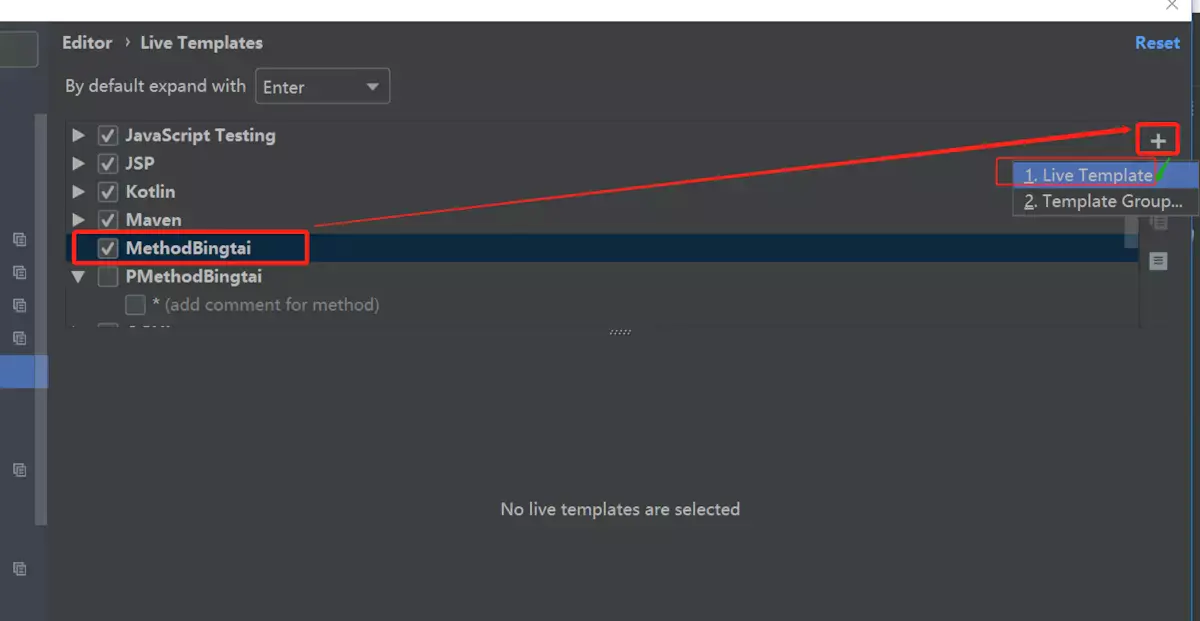 Editor › Live Templates
Reset
By default expand with Enter
JavaScript Testing
JSP
Kotlin
Maven
MethodBingtai
PMethodBingtai
* (add comment for method)
1. Live Template
2. Template Group...
No live templates are selected